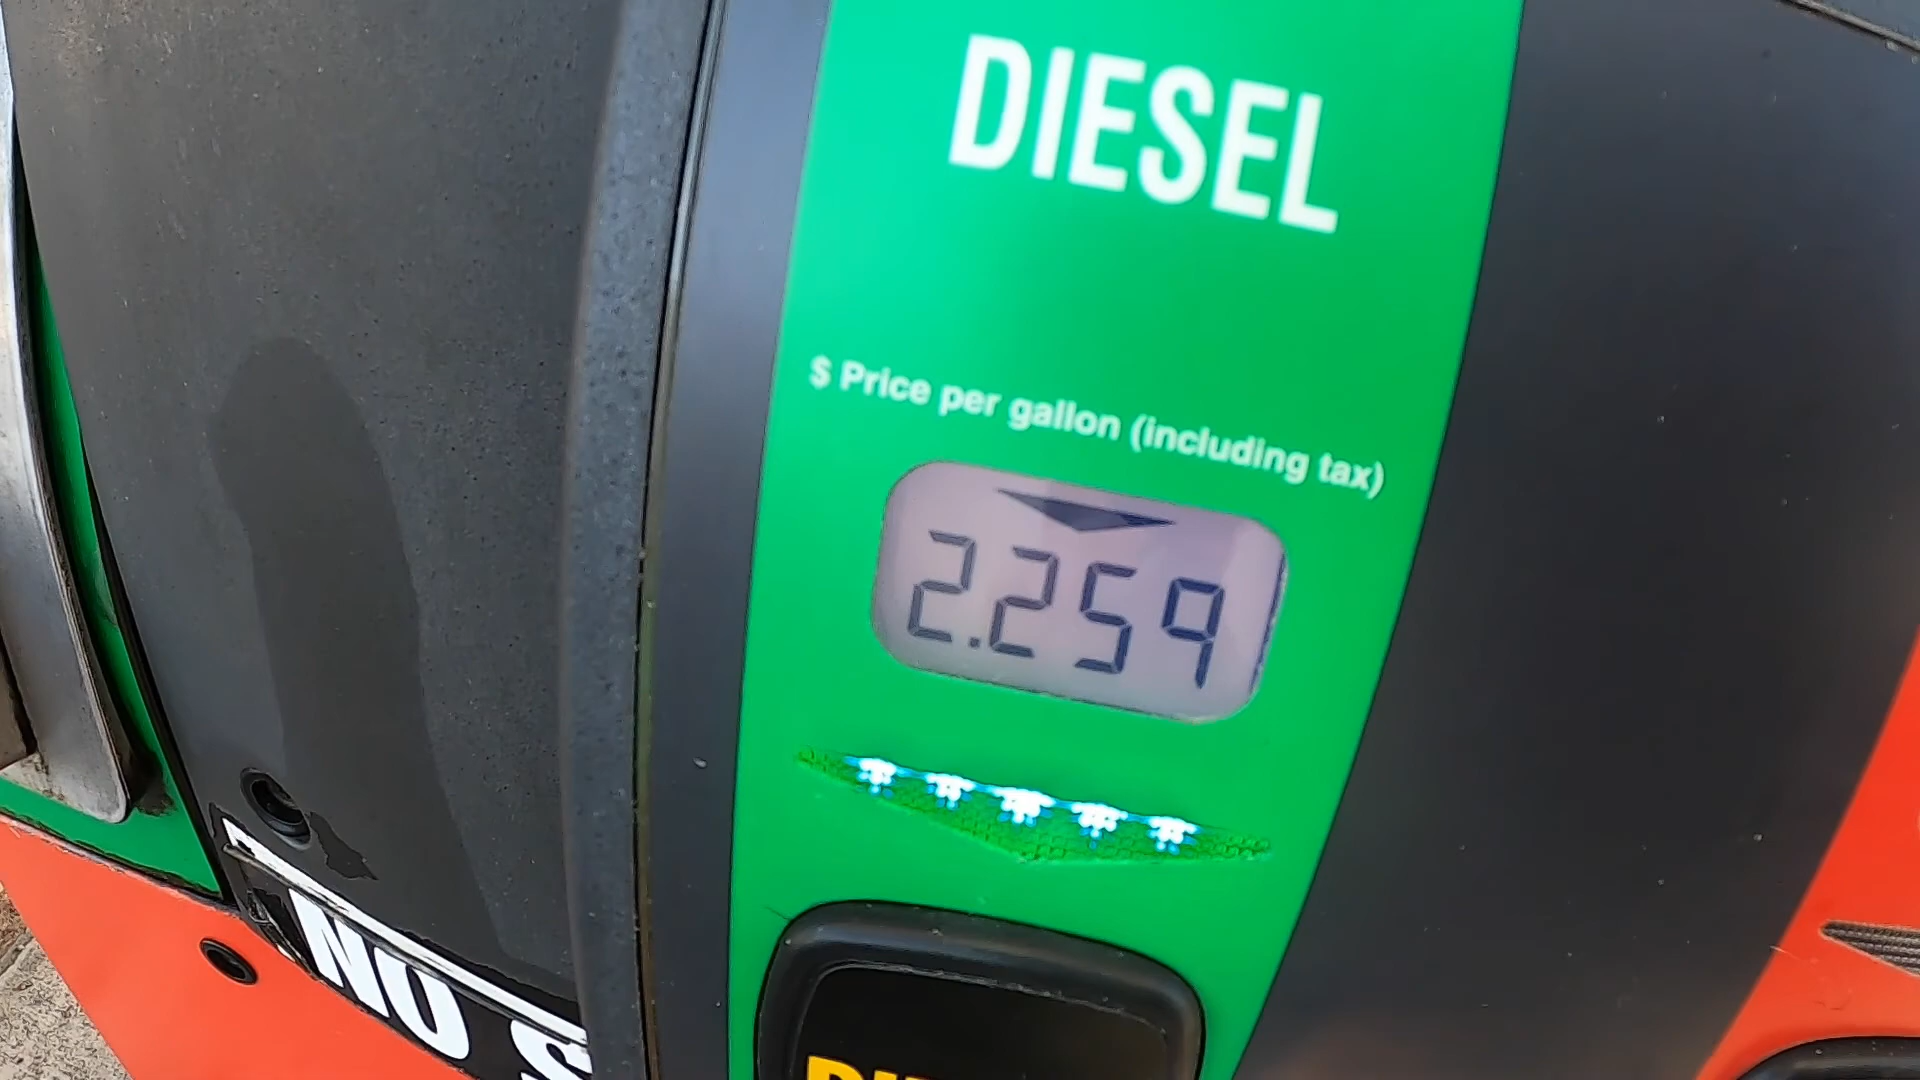 DIESEL
$ Price per gallon (including tax)
2.259
NO